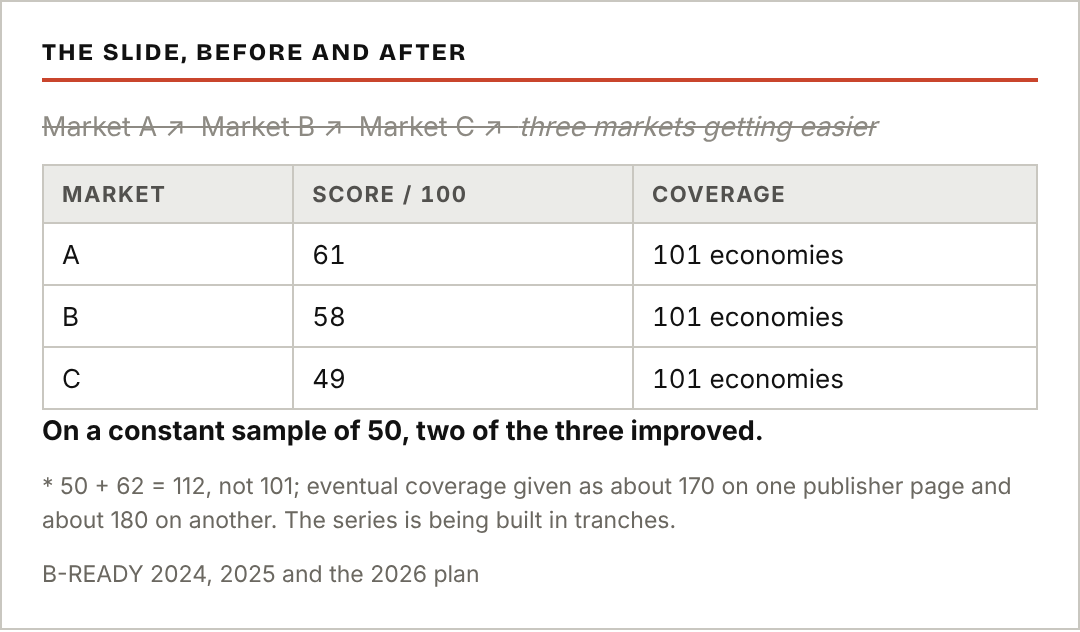 THE SLIDE, BEFORE AND AFTER
Market A ↗ Market B ↗ Market C ↗ three markets getting easier
MARKET SCORE / 100 COVERAGE
A 61 101 economies
B 58 101 economies
C 49 101 economies
On a constant sample of 50, two of the three improved.
* 50 + 62 = 112, not 101; eventual coverage given as about 170 on one publisher page and
about 180 on another. The series is being built in tranches.
B-READY 2024, 2025 and the 2026 plan